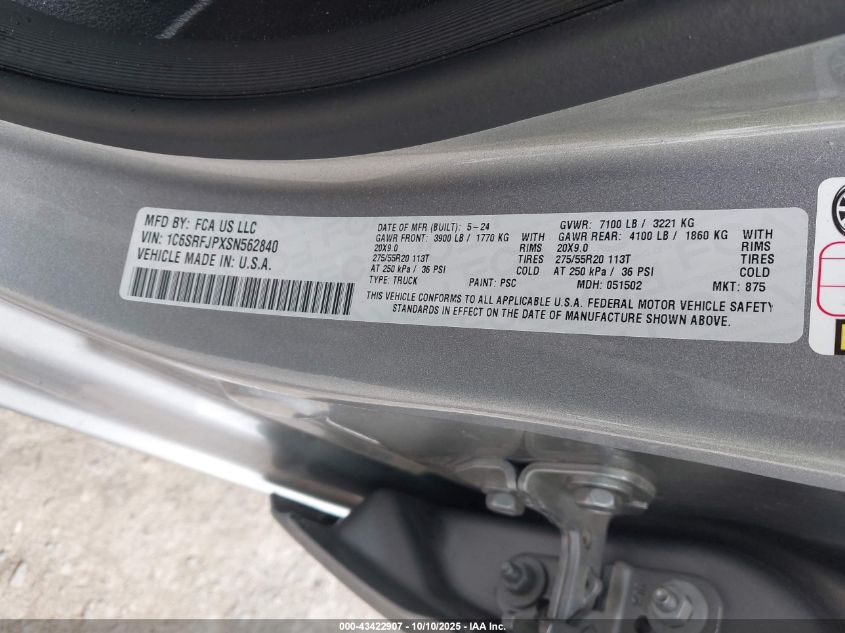 MFD BY: FCA US LLC
VIN: 1C6SRFJPXSN562840
VEHICLE MADE IN: U.S.A.
DATE OF MFR (BUILT): 5-24 GVWR: 7100 LB / 3221 KG
GAWR FRONT: 3900 LB / 1770 KG WITH GAWR REAR: 4100 LB / 1860 KG WITH
20X9.0 RIMS 20X9.0 RIMS
275/55R20 113T TIRES 275/55R20 113T TIRES
AT 250 kPa / 36 PSI COLD AT 250 kPa / 36 PSI COLD
TYPE: TRUCK PAINT: PSC MDH: 051502 MKT: 875
THIS VEHICLE CONFORMS TO ALL APPLICABLE U.S.A. FEDERAL MOTOR VEHICLE SAFETY
STANDARDS IN EFFECT ON THE DATE OF MANUFACTURE SHOWN ABOVE.
000-43422907 - 10/10/2025 - IAA Inc.